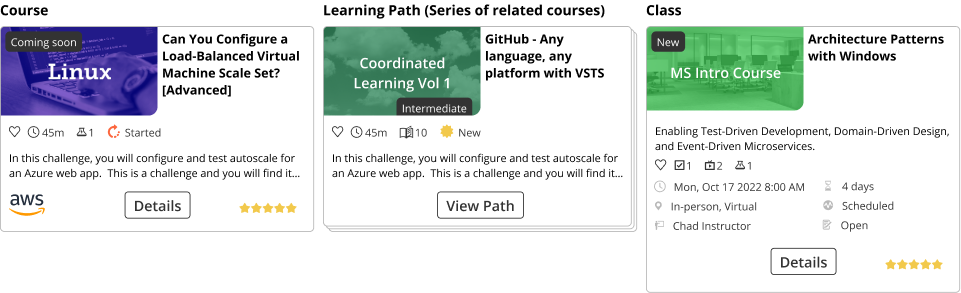 Course
Coming soon
Linux
Can You Configure a
Load-Balanced Virtual
Machine Scale Set?
[Advanced]
45m 1 Started
In this challenge, you will configure and test autoscale for
an Azure web app. This is a challenge and you will find it...
aws
Details
Learning Path (Series of related courses)
Coordinated
Learning Vol 1
Intermediate
GitHub - Any
language, any
platform with VSTS
45m 10 New
In this challenge, you will configure and test autoscale for
an Azure web app. This is a challenge and you will find it...
View Path
Class
New
MS Intro Course
Architecture Patterns
with Windows
Enabling Test-Driven Development, Domain-Driven Design,
and Event-Driven Microservices.
1 2 1
Mon, Oct 17 2022 8:00 AM 4 days
In-person, Virtual Scheduled
Chad Instructor Open
Details